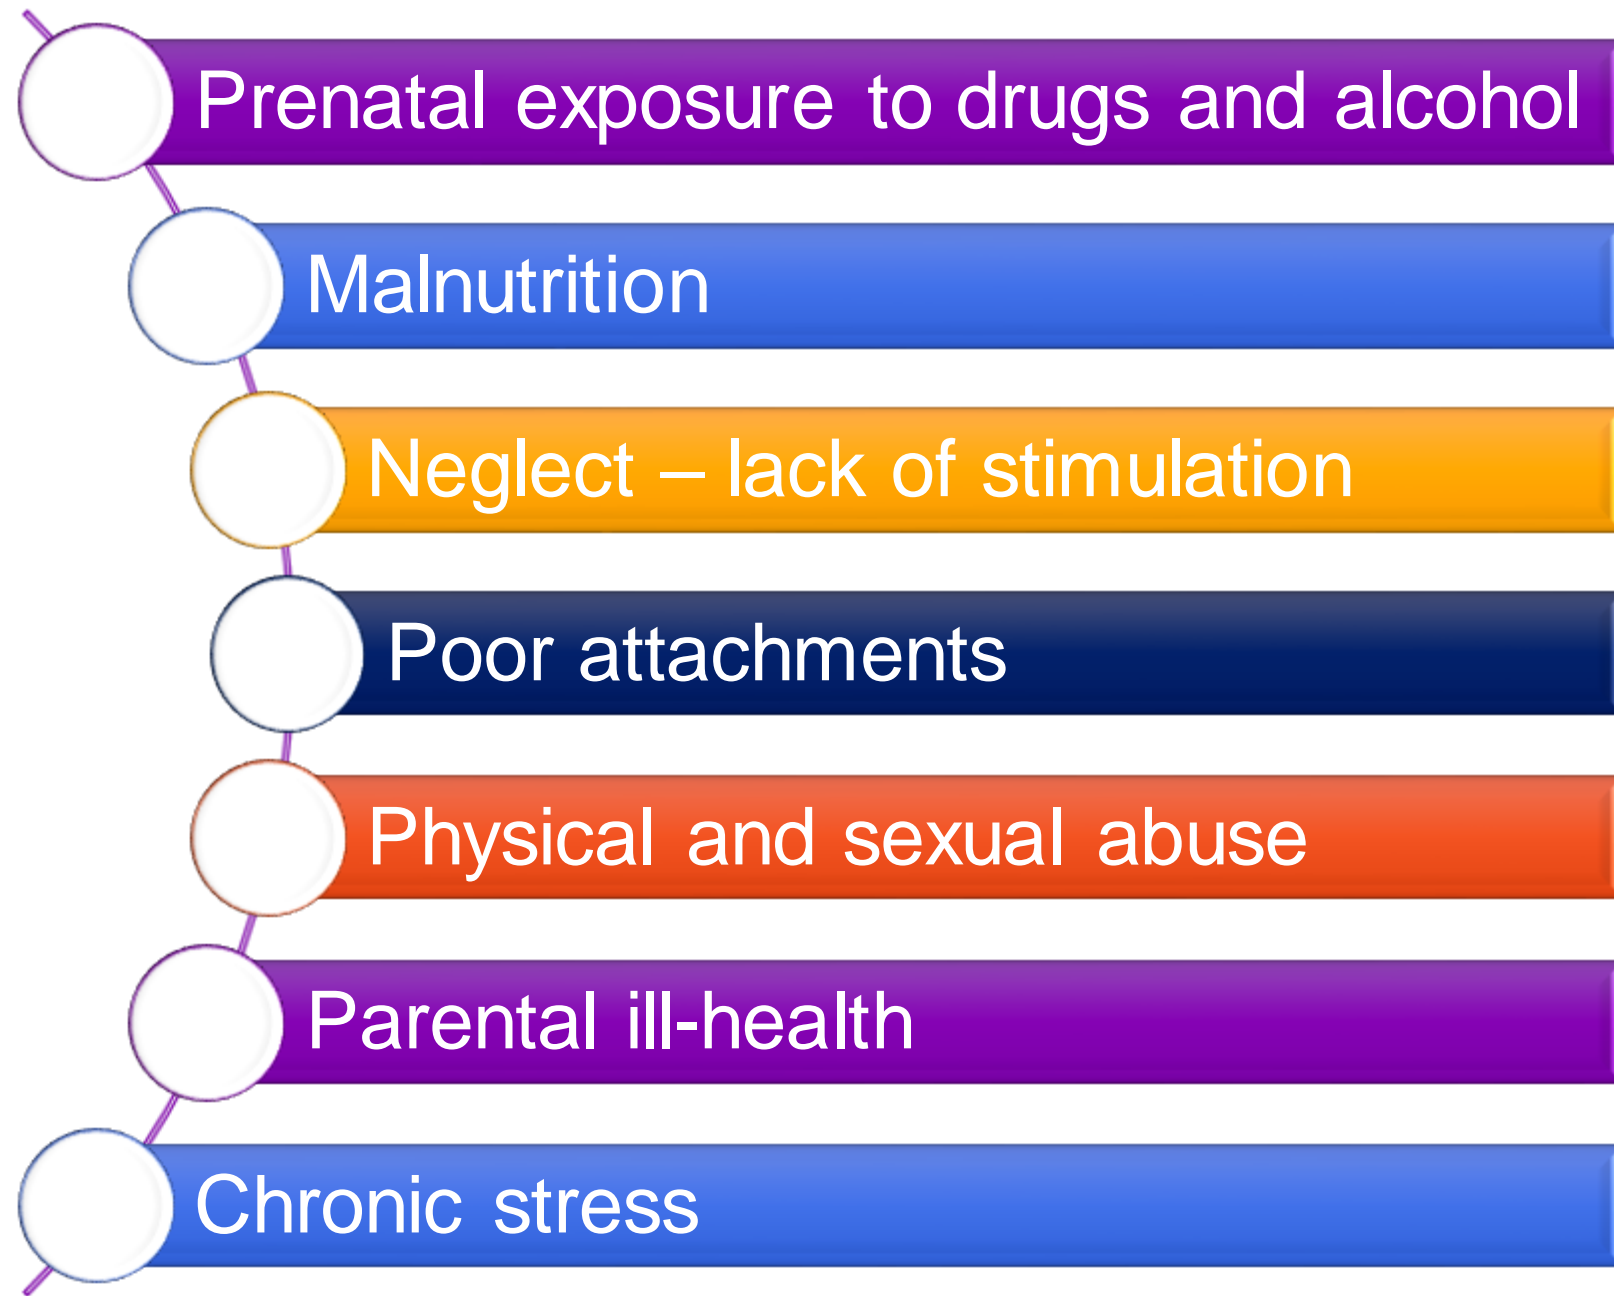 Prenatal exposure to drugs and alcohol
Malnutrition
Neglect – lack of stimulation
Poor attachments
Physical and sexual abuse
Parental ill-health
Chronic stress